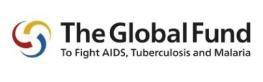 The Global Fund
To Fight AIDS, Tuberculosis and Malaria